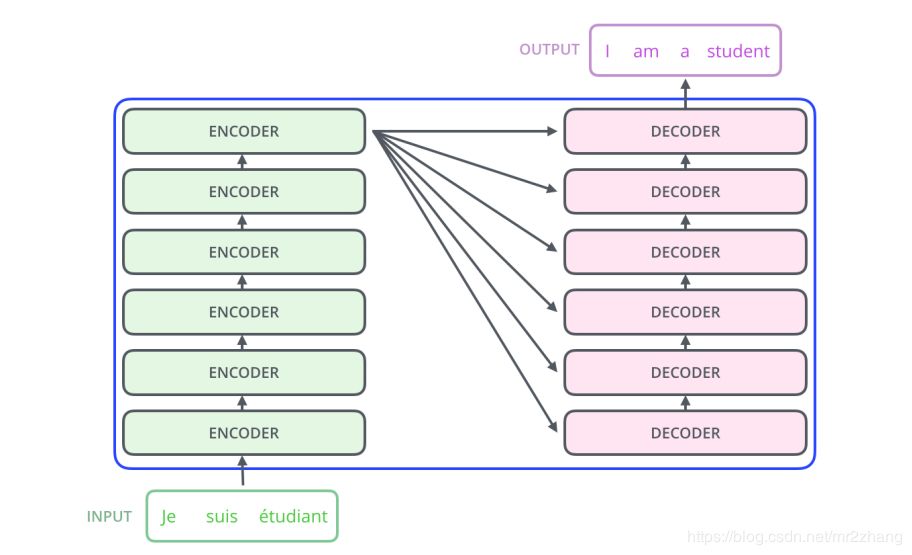 OUTPUT I am a student
ENCODER DECODER
ENCODER DECODER
ENCODER DECODER
ENCODER DECODER
ENCODER DECODER
ENCODER DECODER
INPUT Je suis étudiant
https://blog.csdn.net/mr2zhang